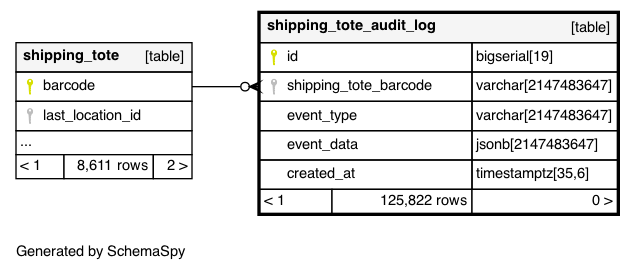 shipping_tote [table]
barcode
last_location_id
...
< 1 8,611 rows 2 >
shipping_tote_audit_log [table]
id bigserial[19]
shipping_tote_barcode varchar[2147483647]
event_type varchar[2147483647]
event_data jsonb[2147483647]
created_at timestamptz[35,6]
< 1 125,822 rows 0 >
Generated by SchemaSpy